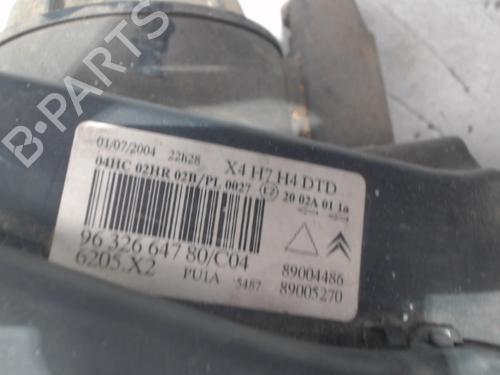 B-PARTS
01/07/2004 22h28 X4 H7 H4 DTD
04HC 02HR 02B/PL 0027 20 02A 01 1a
96 326 647 80/C04
6205.X2 PU1A 5487
89004486
89005270